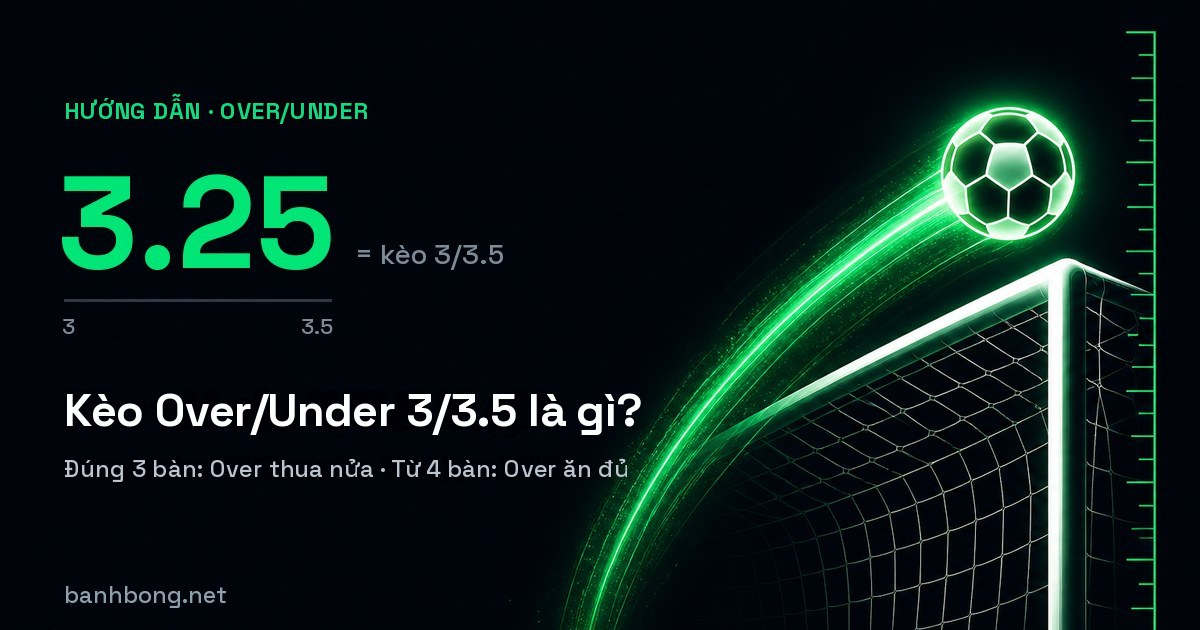 HƯỚNG DẪN · OVER/UNDER
3.25 = kèo 3/3.5
3 3.5
Kèo Over/Under 3/3.5 là gì?
Đúng 3 bàn: Over thua nửa · Từ 4 bàn: Over ăn đủ
banhbong.net